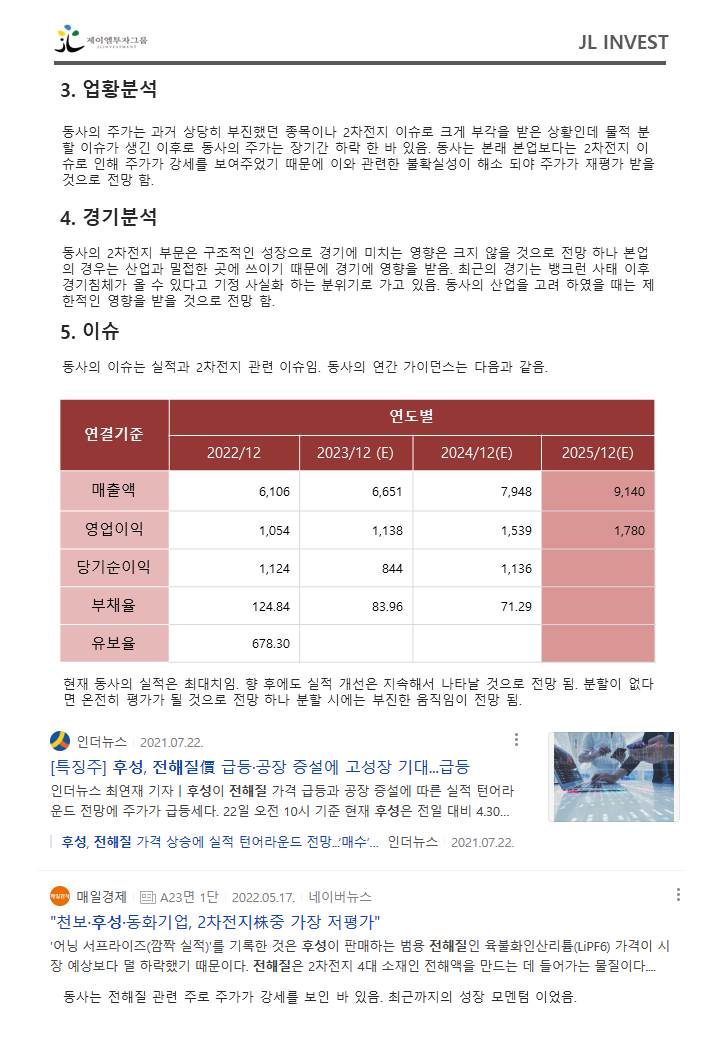 제이엘투자그룹
JLINVESTMENT
JL INVEST
3. 업황분석
동사의 주가는 과거 상당히 부진했던 종목이나 2차전지 이슈로 크게 부각을 받은 상황인데 물적 분
할 이슈가 생긴 이후로 동사의 주가는 장기간 하락 한 바 있음. 동사는 본래 본업보다는 2차전지 이
슈로 인해 주가가 강세를 보여주었기 때문에 이와 관련한 불확실성이 해소 되야 주가가 재평가 받을
것으로 전망 함.
4. 경기분석
동사의 2차전지 부문은 구조적인 성장으로 경기에 미치는 영향은 크지 않을 것으로 전망 하나 본업
의 경우는 산업과 밀접한 곳에 쓰이기 때문에 경기에 영향을 받음. 최근의 경기는 뱅크런 사태 이후
경기침체가 올 수 있다고 기정 사실화 하는 분위기로 가고 있음. 동사의 산업을 고려 하였을 때는 제
한적인 영향을 받을 것으로 전망 함.
5. 이슈
동사의 이슈는 실적과 2차전지 관련 이슈임. 동사의 연간 가이던스는 다음과 같음.
연결기준 연도별
2022/12 2023/12 (E) 2024/12(E) 2025/12(E)
매출액 6,106 6,651 7,948 9,140
영업이익 1,054 1,138 1,539 1,780
당기순이익 1,124 844 1,136
부채율 124.84 83.96 71.29
유보율 678.30
현재 동사의 실적은 최대치임. 향 후에도 실적 개선은 지속해서 나타날 것으로 전망 됨. 분할이 없다
면 온전히 평가가 될 것으로 전망 하나 분할 시에는 부진한 움직임이 전망 됨.
인더뉴스 2021.07.22.
[특징주] 후성, 전해질價 급등·공장 증설에 고성장 기대...급등
인더뉴스 최연재 기자 | 후성이 전해질 가격 급등과 공장 증설에 따른 실적 턴어라
운드 전망에 주가가 급등세다. 22일 오전 10시 기준 현재 후성은 전일 대비 4.30...
후성, 전해질 가격 상승에 실적 턴어라운드 전망...'매수'... 인더뉴스 2021.07.22.
매일경제 매일경제 A23면 1단 2022.05.17. 네이버뉴스
"천보·후성·동화기업, 2차전지株중 가장 저평가"
'어닝 서프라이즈(깜짝 실적)'를 기록한 것은 후성이 판매하는 범용 전해질인 육불화인산리튬(LiPF6) 가격이 시
장 예상보다 덜 하락했기 때문이다. 전해질은 2차전지 4대 소재인 전해액을 만드는 데 들어가는 물질이다....
동사는 전해질 관련 주로 주가가 강세를 보인 바 있음. 최근까지의 성장 모멘텀 이었음.